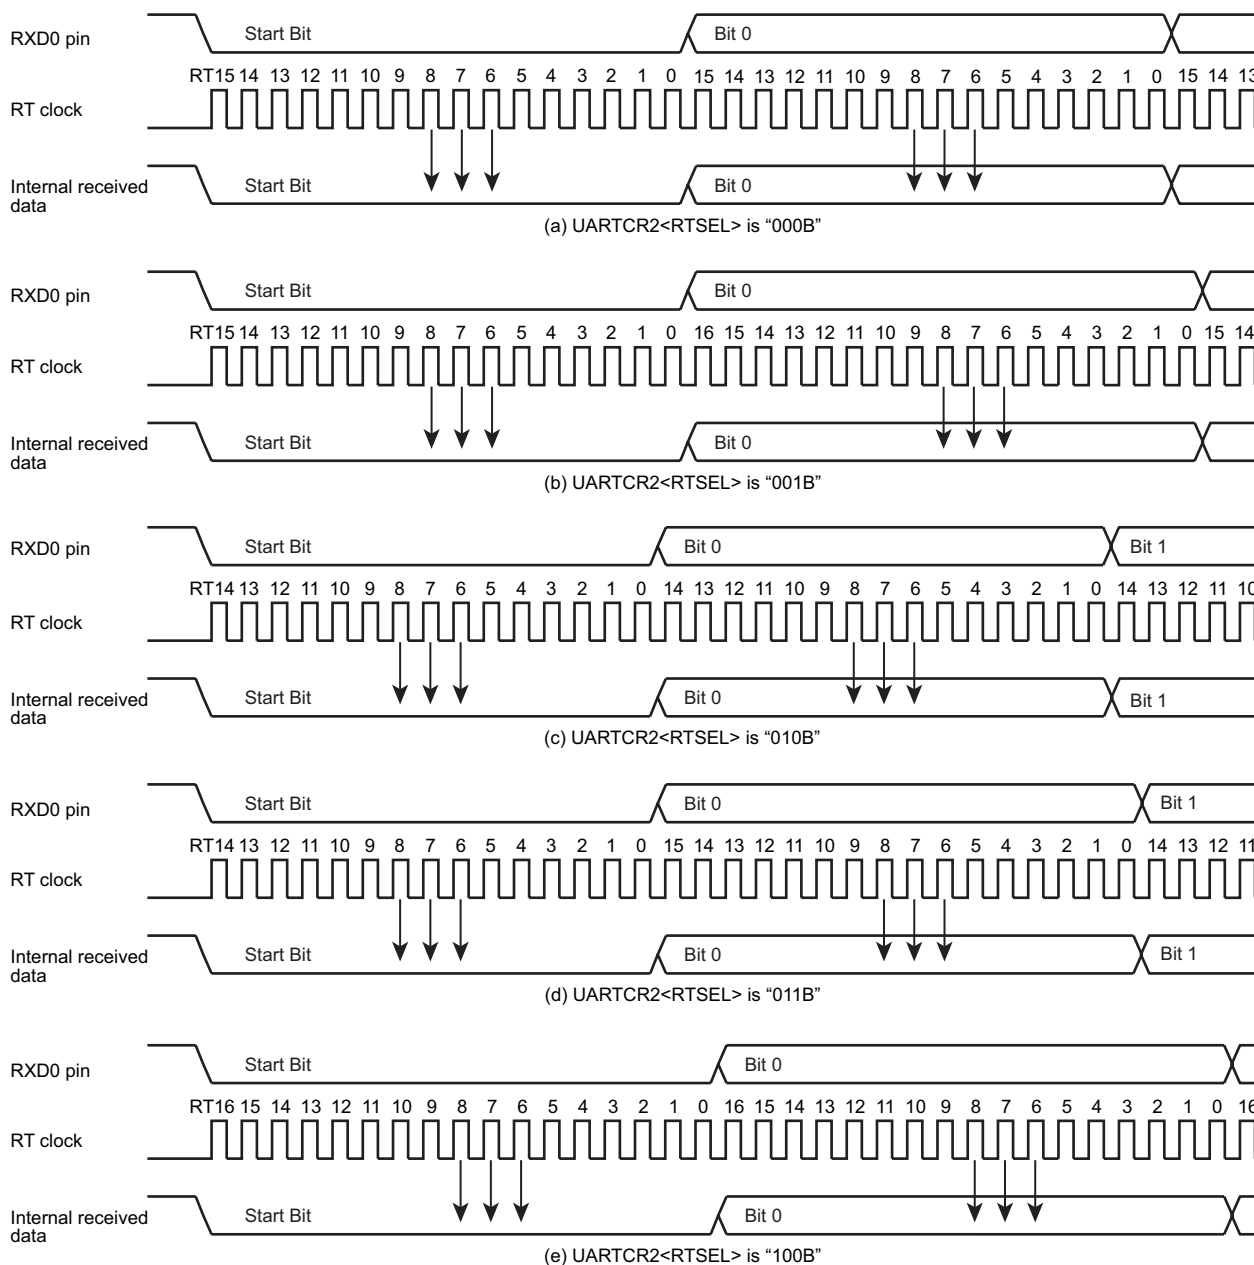 RXD0 pin Start Bit Bit 0
RT15 14 13 12 11 10 9 8 7 6 5 4 3 2 1 0 15 14 13 12 11 10 9 8 7 6 5 4 3 2 1 0 15 14 13
RT clock
Internal received data Start Bit Bit 0
(a) UARTCR2<RTSEL> is “000B”
RXD0 pin Start Bit Bit 0
RT15 14 13 12 11 10 9 8 7 6 5 4 3 2 1 0 16 15 14 13 12 11 10 9 8 7 6 5 4 3 2 1 0 15 14
RT clock
Internal received data Start Bit Bit 0
(b) UARTCR2<RTSEL> is “001B”
RXD0 pin Start Bit Bit 0 Bit 1
RT14 13 12 11 10 9 8 7 6 5 4 3 2 1 0 14 13 12 11 10 9 8 7 6 5 4 3 2 1 0 14 13 12 11 10
RT clock
Internal received data Start Bit Bit 0 Bit 1
(c) UARTCR2<RTSEL> is “010B”
RXD0 pin Start Bit Bit 0 Bit 1
RT14 13 12 11 10 9 8 7 6 5 4 3 2 1 0 15 14 13 12 11 10 9 8 7 6 5 4 3 2 1 0 14 13 12 11
RT clock
Internal received data Start Bit Bit 0 Bit 1
(d) UARTCR2<RTSEL> is “011B”
RXD0 pin Start Bit Bit 0
RT16 15 14 13 12 11 10 9 8 7 6 5 4 3 2 1 0 16 15 14 13 12 11 10 9 8 7 6 5 4 3 2 1 0 16
RT clock
Internal received data Start Bit Bit 0
(e) UARTCR2<RTSEL> is “100B”